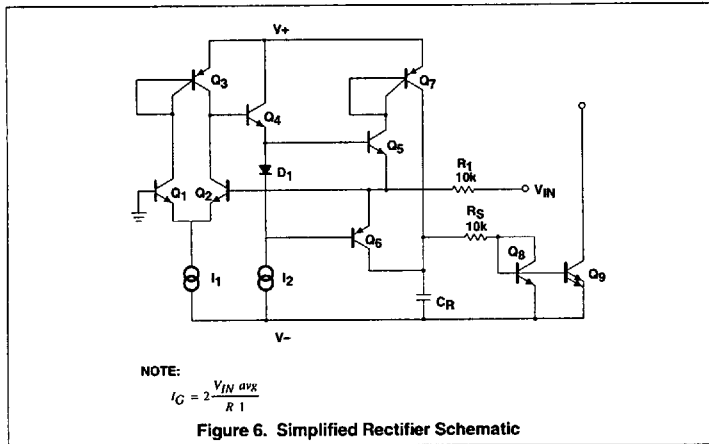 V+
Q3
Q7
Q4
Q5
R1
10k
D1
VIN
Q1
Q2
RS
10k
Q6
Q8
Q9
I1
I2
CR
V–
NOTE:
IG = 2 VIN avg / R 1
Figure 6. Simplified Rectifier Schematic